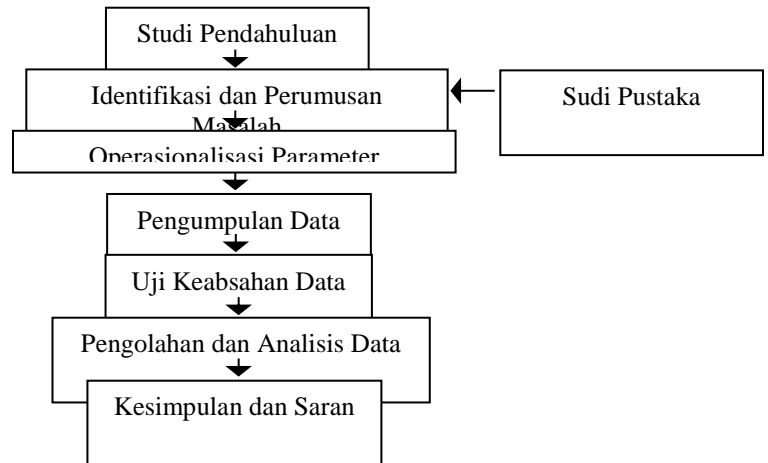 Studi Pendahuluan
Identifikasi dan Perumusan
Masalah
Sudi Pustaka
Operasionalisasi Parameter
Pengumpulan Data
Uji Keabsahan Data
Pengolahan dan Analisis Data
Kesimpulan dan Saran